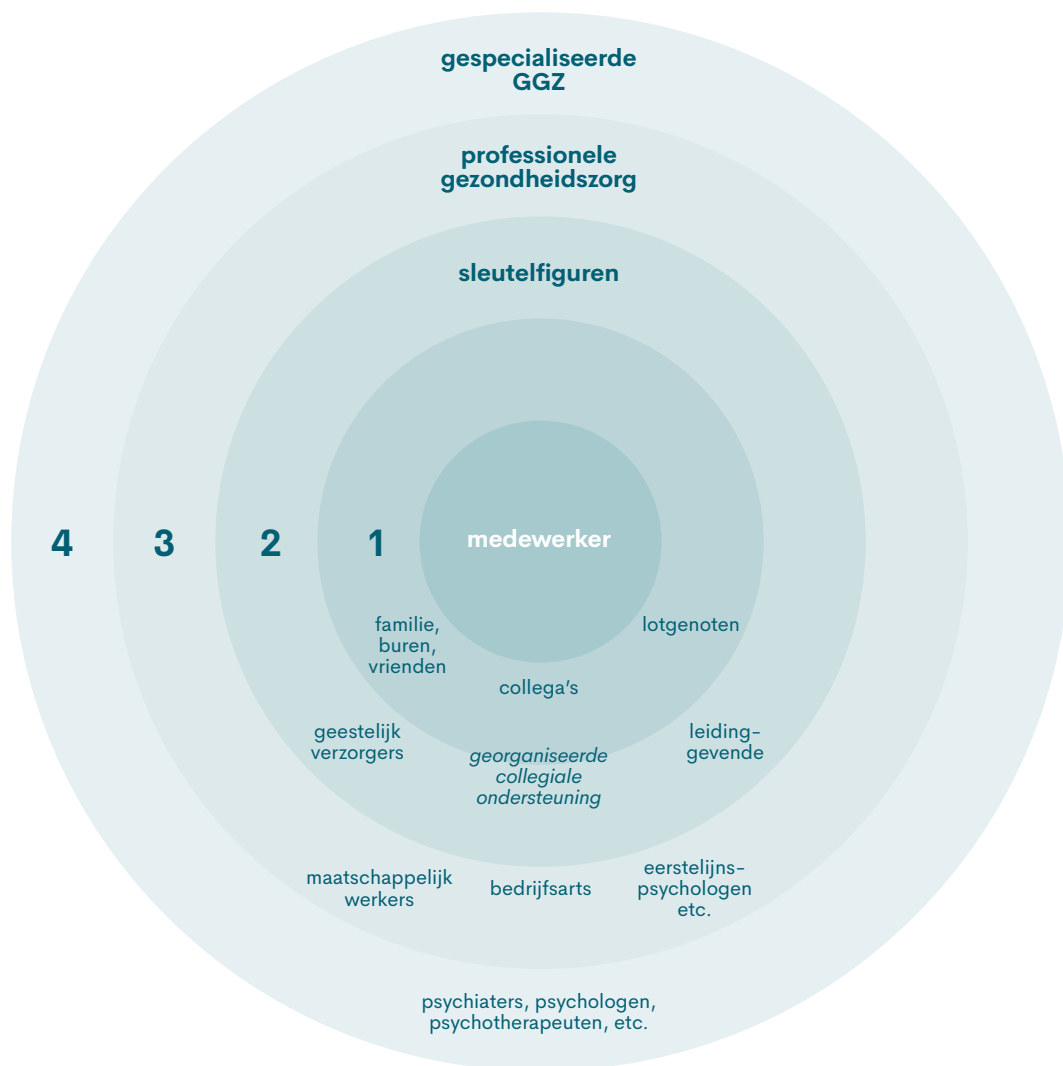 gespecialiseerde
GGZ
professionele
gezondheidszorg
sleutelfiguren
4
3
2
1
medewerker
familie,
buren,
vrienden
lotgenoten
collega's
geestelijk
verzorgers
georganiseerde
collegiale
ondersteuning
leiding-
gevende
maatschappelijk
werkers
bedrijfsarts
eerstelijns-
psychologen
etc.
psychiaters, psychologen,
psychotherapeuten, etc.